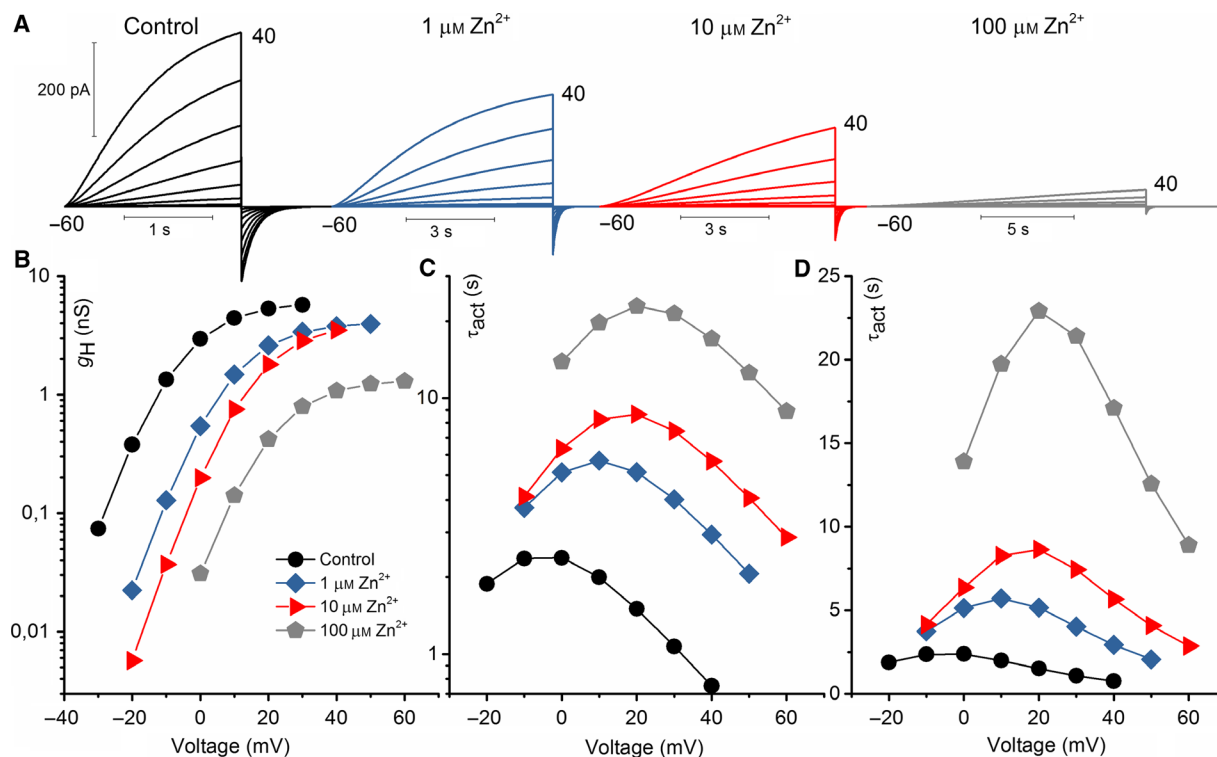 A
Control
1 µM Zn²⁺
10 µM Zn²⁺
100 µM Zn²⁺
200 pA
40
40
40
40
−60
1 s
−60
3 s
−60
3 s
−60
5 s
B
gH (nS)
10
1
0,1
0,01
Control
1 µM Zn²⁺
10 µM Zn²⁺
100 µM Zn²⁺
−40 −20 0 20 40 60
Voltage (mV)
C
τact (s)
10
1
−20 0 20 40 60
Voltage (mV)
D
τact (s)
25
20
15
10
5
0
−20 0 20 40 60
Voltage (mV)